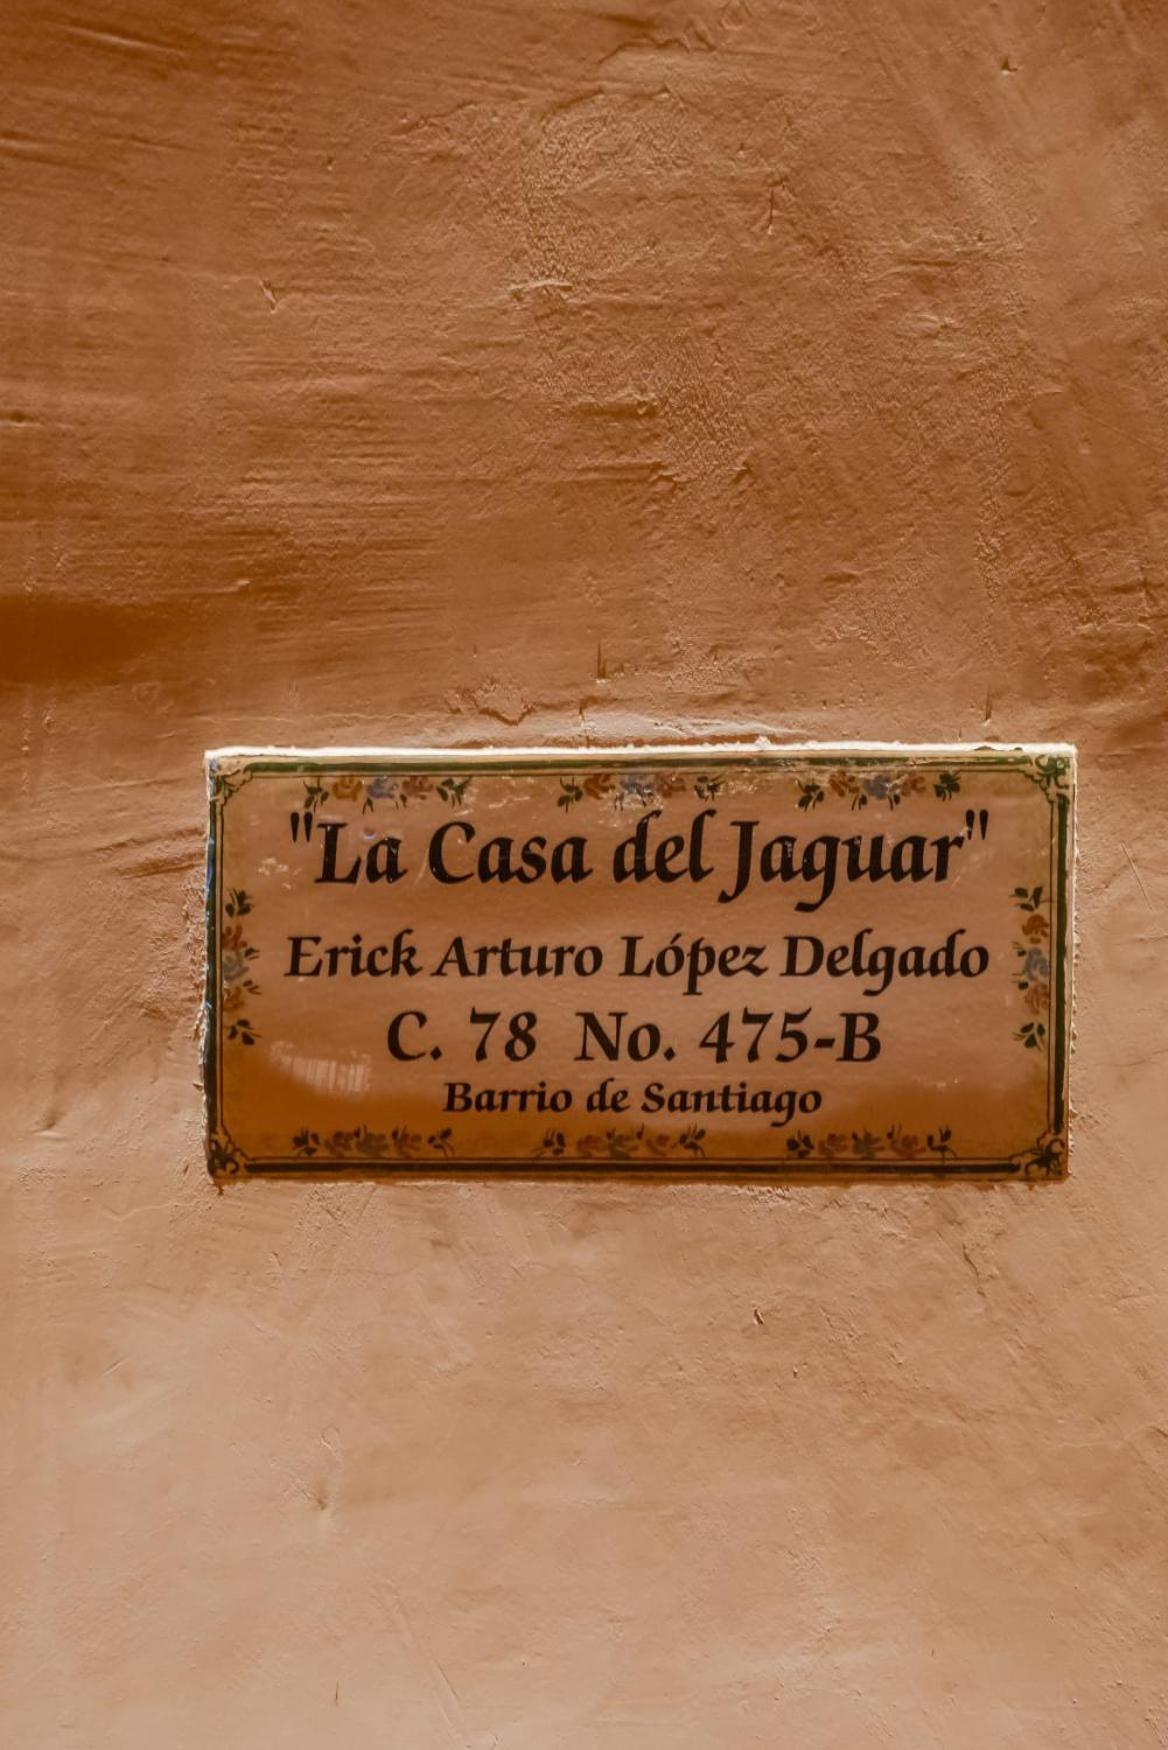 "La Casa del Jaguar"
Erick Arturo López Delgado
C. 78 No. 475-B
Barrio de Santiago